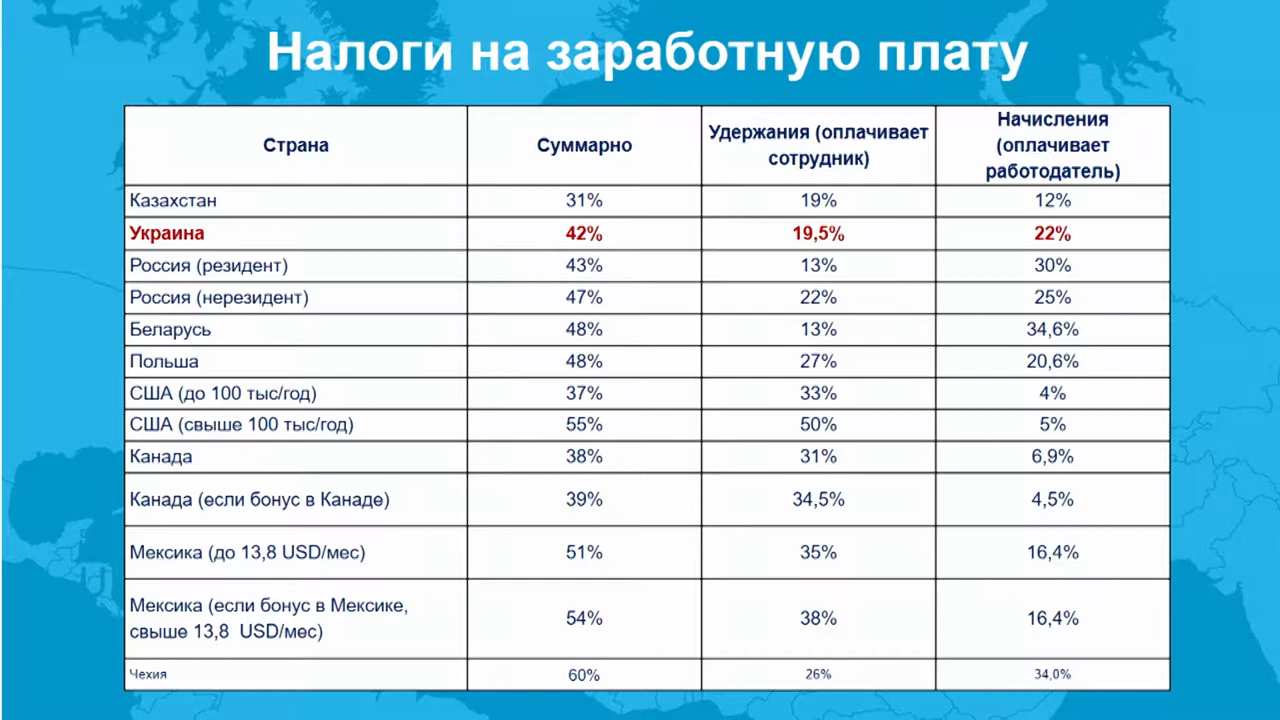 Налоги на заработную плату
Страна Суммарно Удержания (оплачивает сотрудник) Начисления (оплачивает работодатель)
Казахстан 31% 19% 12%
Украина 42% 19,5% 22%
Россия (резидент) 43% 13% 30%
Россия (нерезидент) 47% 22% 25%
Беларусь 48% 13% 34,6%
Польша 48% 27% 20,6%
США (до 100 тыс/год) 37% 33% 4%
США (свыше 100 тыс/год) 55% 50% 5%
Канада 38% 31% 6,9%
Канада (если бонус в Канаде) 39% 34,5% 4,5%
Мексика (до 13,8 USD/мес) 51% 35% 16,4%
Мексика (если бонус в Мексике,
свыше 13,8 USD/мес) 54% 38% 16,4%
Чехия 60% 26% 34,0%